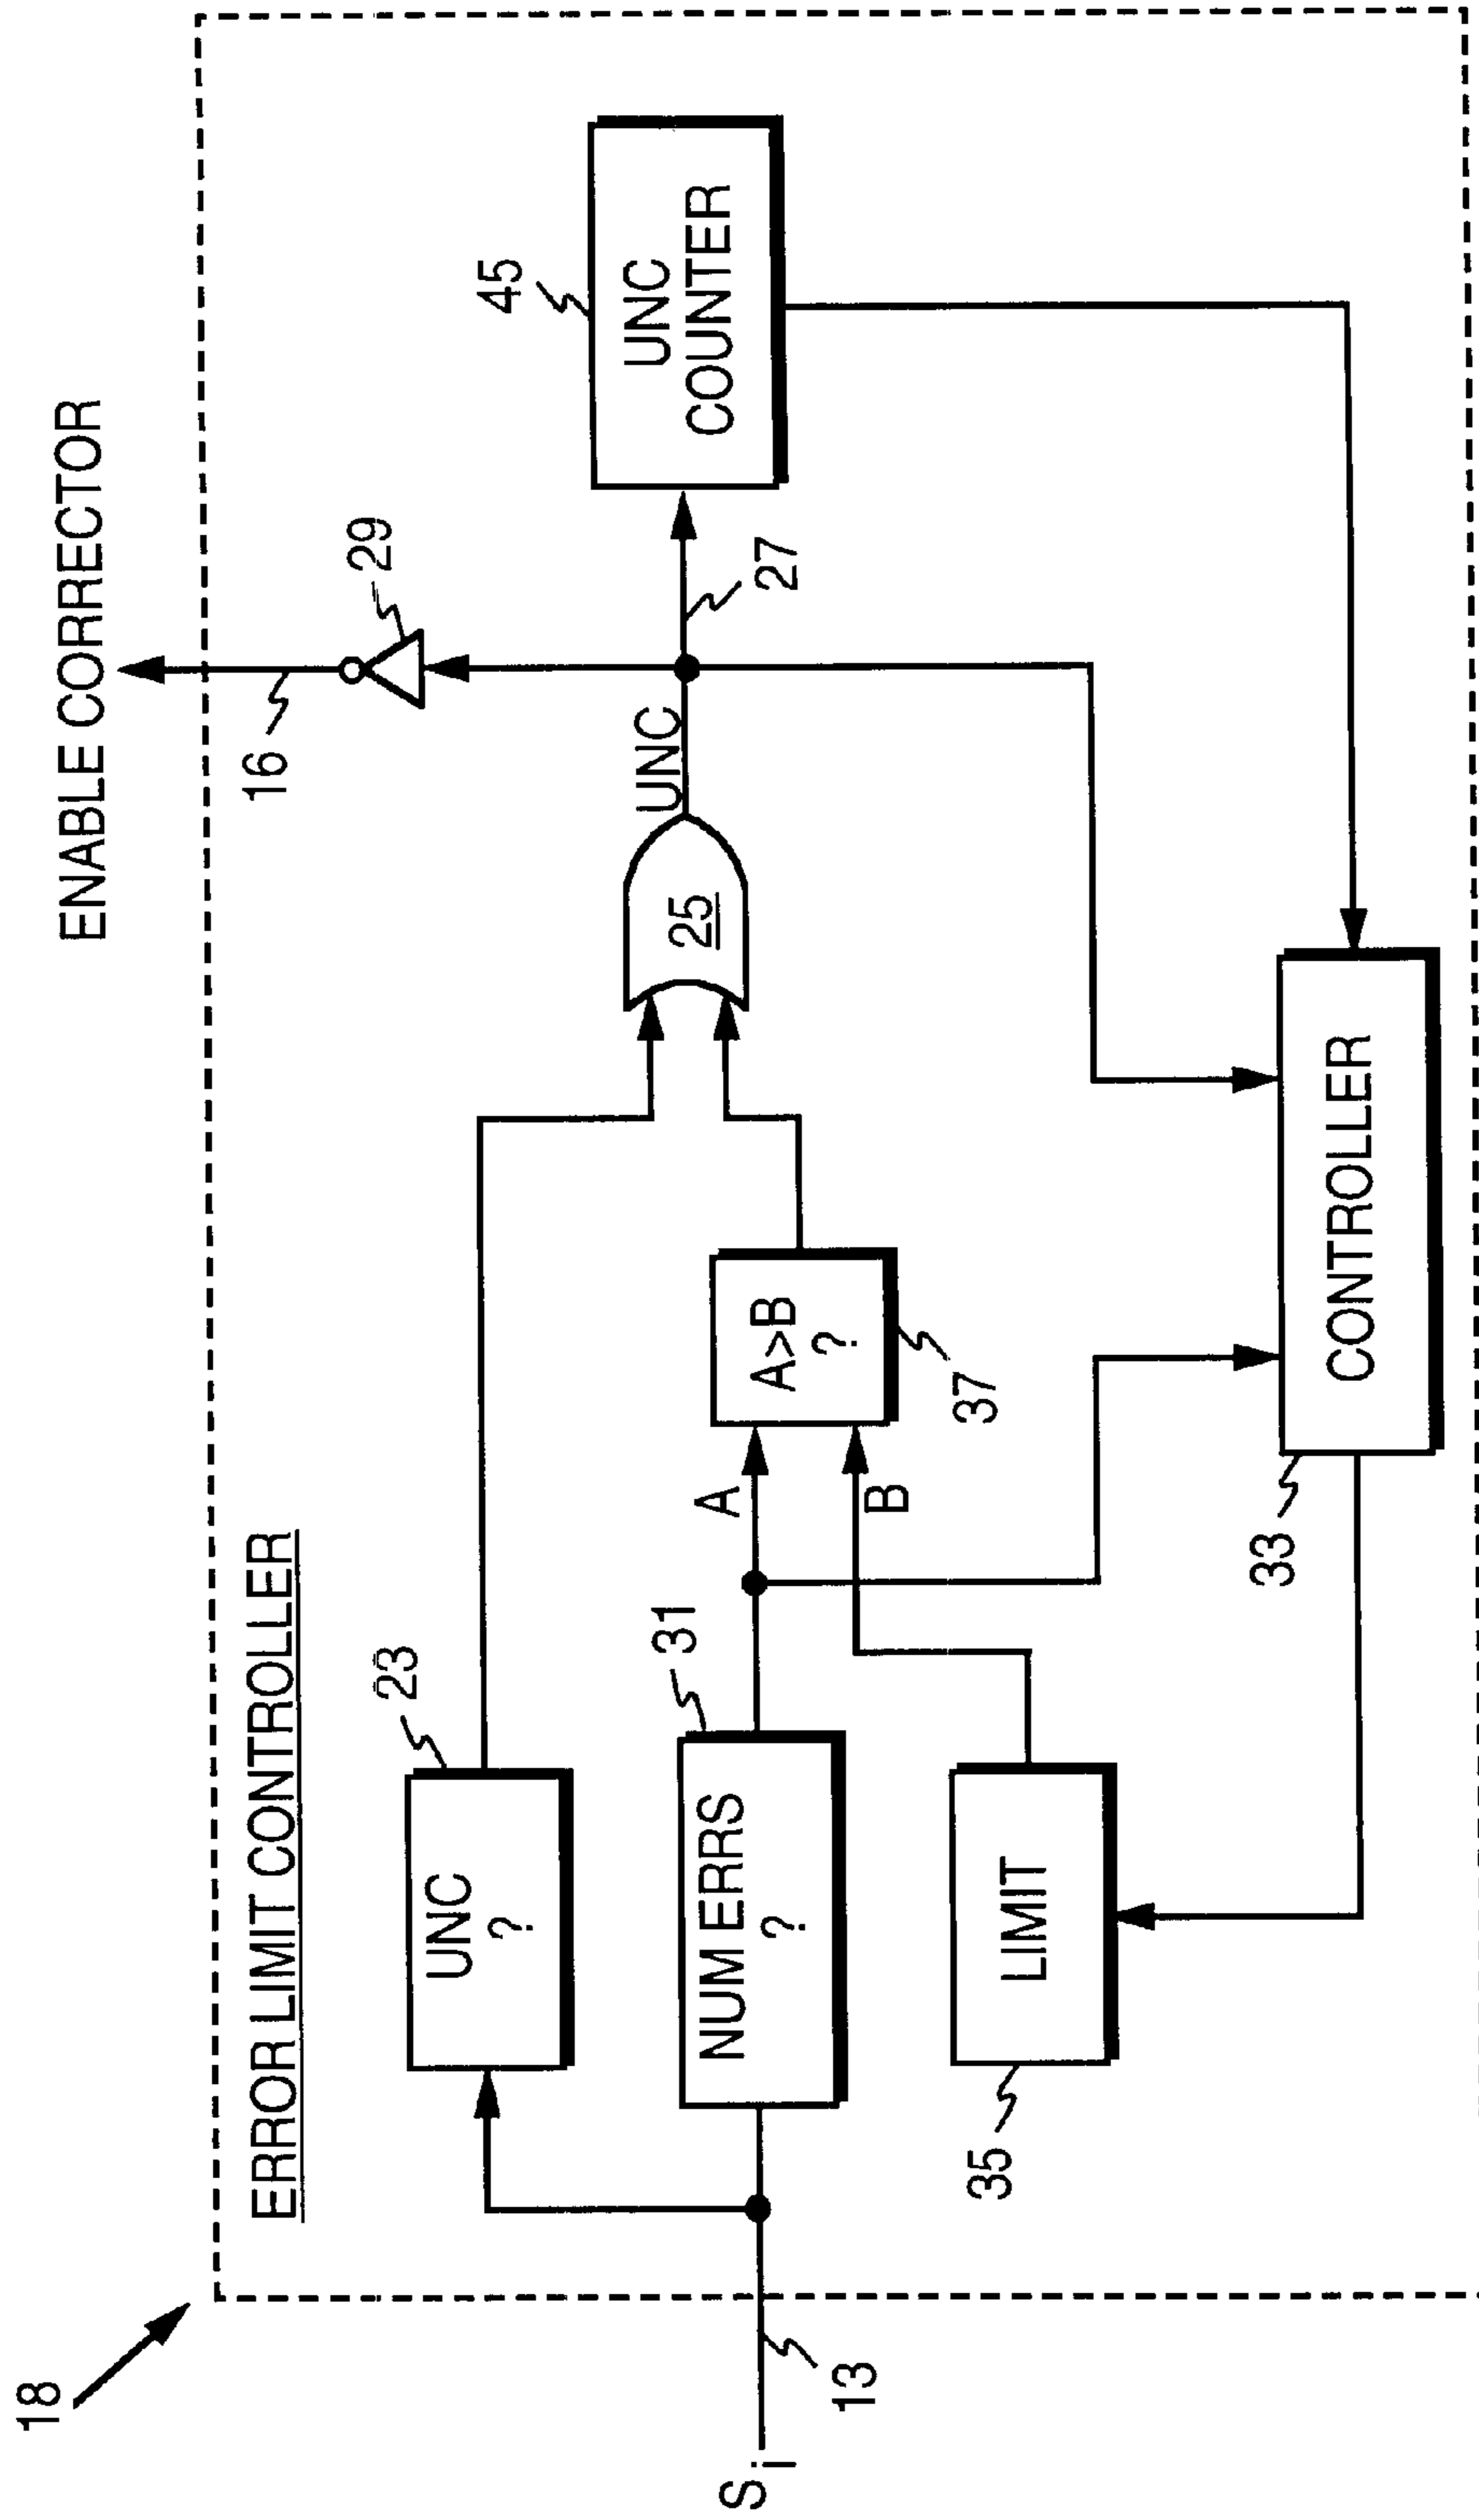 18
ERROR LIMIT CONTROLLER
ENABLE CORRECTOR
16
29
23
UNC
?
UNC
45
UNC
COUNTER
25
27
31
NUM ERRS
?
A
A>B
?
B
37
Si
13
35
LIMIT
33
CONTROLLER